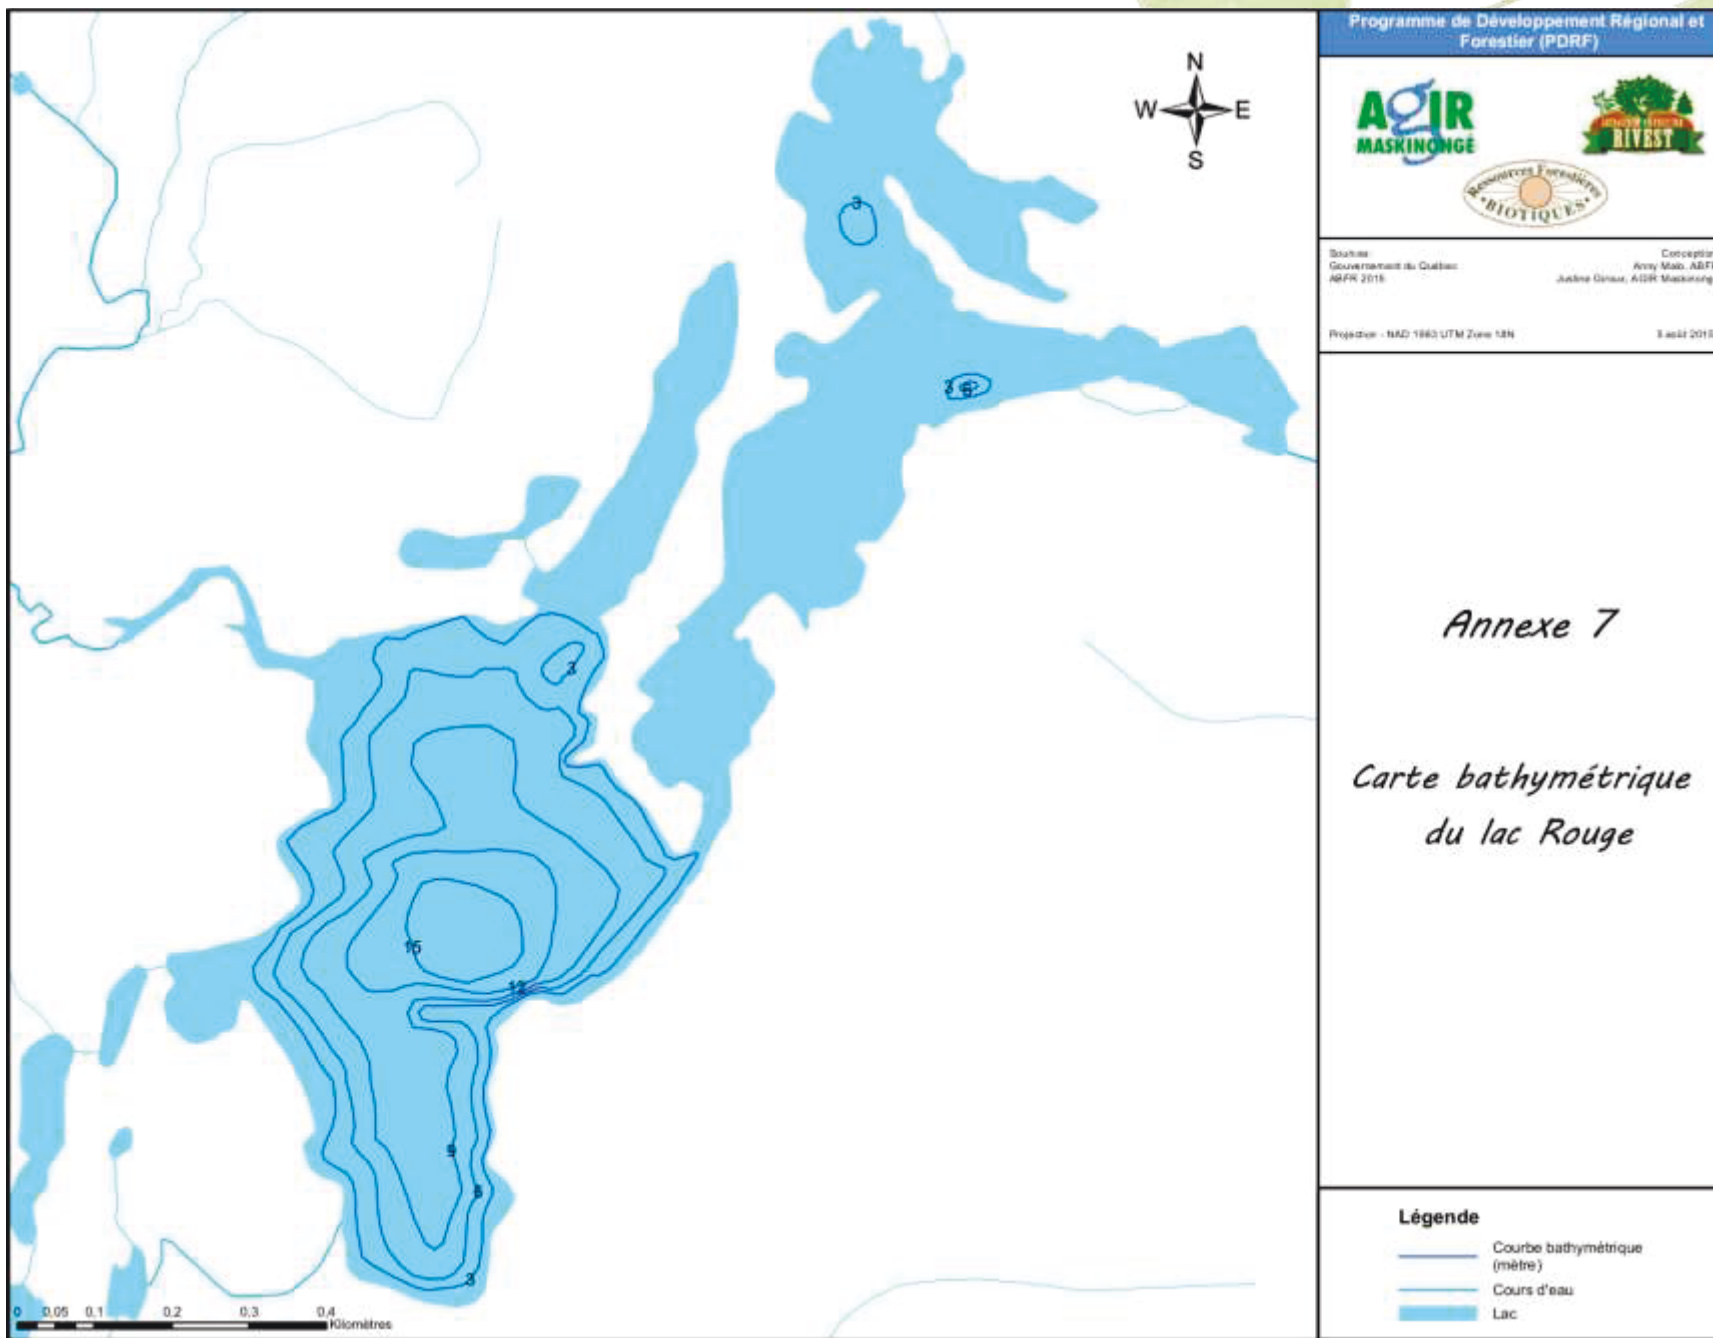 Programme de Développement Régional et
Forestier (PDRF)
AgIR
MASKINONGÉ
RIVEST
Ressources Forestières
•BIOTIQUES•
Gouvernement du Québec
Projection - NAD 1983 UTM Zone 18N
N
W E
S
3
3
3
15
12
9
6
3
Annexe 7
Carte bathymétrique
du lac Rouge
Légende
Courbe bathymétrique
(mètre)
Cours d'eau
Lac
0 0,05 0,1 0,2 0,3 0,4
Kilomètres